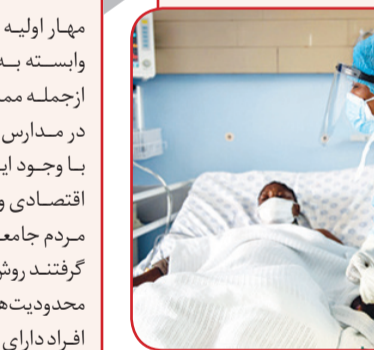 مهار اولیه
وابسته به
ازجمله مم
در مدارس
با وجود ای
اقتصادی و
مردم جامع
گرفتند روش
محدودیت‌ه
افراد دارای